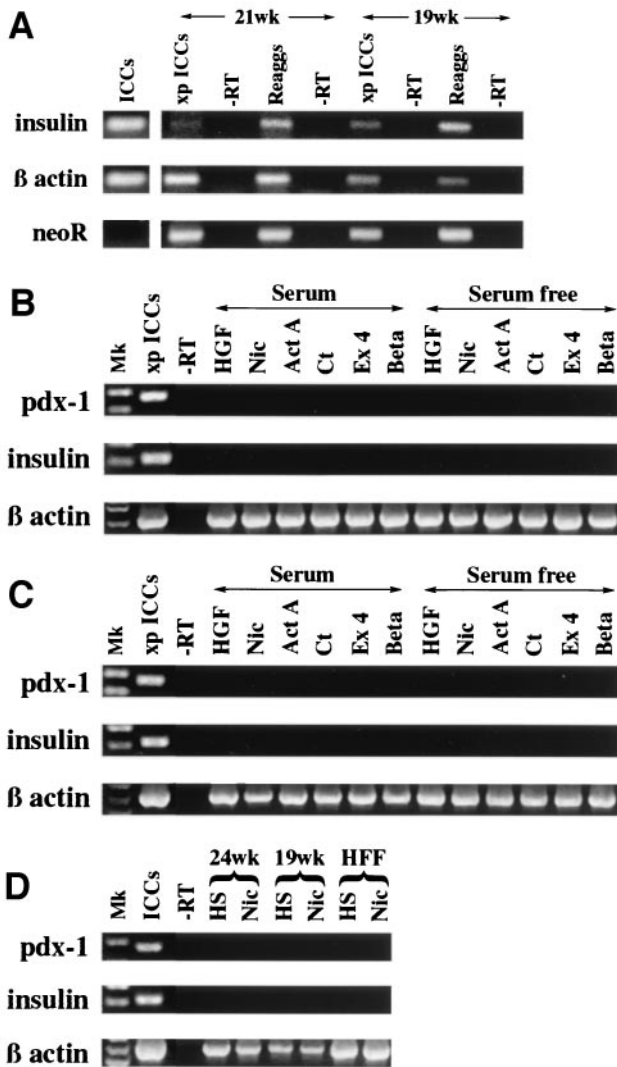 A
21wk 19wk
ICCs xp ICCs -RT Reaggs -RT xp ICCs -RT Reaggs -RT
insulin
ß actin
neoR
B
Serum Serum free
Mk xp ICCs -RT HGF Nic Act A Ct Ex 4 Beta HGF Nic Act A Ct Ex 4 Beta
pdx-1
insulin
ß actin
C
Serum Serum free
Mk xp ICCs -RT HGF Nic Act A Ct Ex 4 Beta HGF Nic Act A Ct Ex 4 Beta
pdx-1
insulin
ß actin
D
24wk 19wk HFF
Mk ICCs -RT HS Nic HS Nic HS Nic
pdx-1
insulin
ß actin